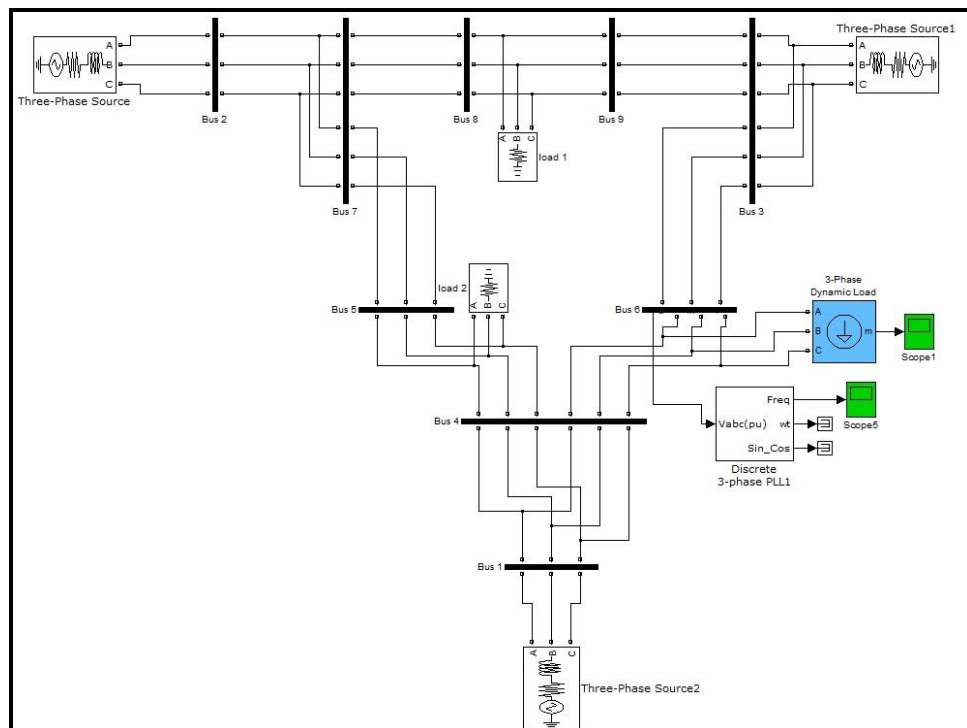 Three-Phase Source
A
B
C
Bus 2
Bus 7
Bus 8
Bus 9
Bus 3
Three-Phase Source1
A
B
C
A
B
C
load 1
load 2
A
B
C
Bus 5
Bus 6
3-Phase
Dynamic Load
A
B
C
m
Scope1
Vabc(pu)
Freq
wt
Sin_Cos
Discrete
3-phase PLL1
Scope5
Bus 4
Bus 1
A
B
C
Three-Phase Source2